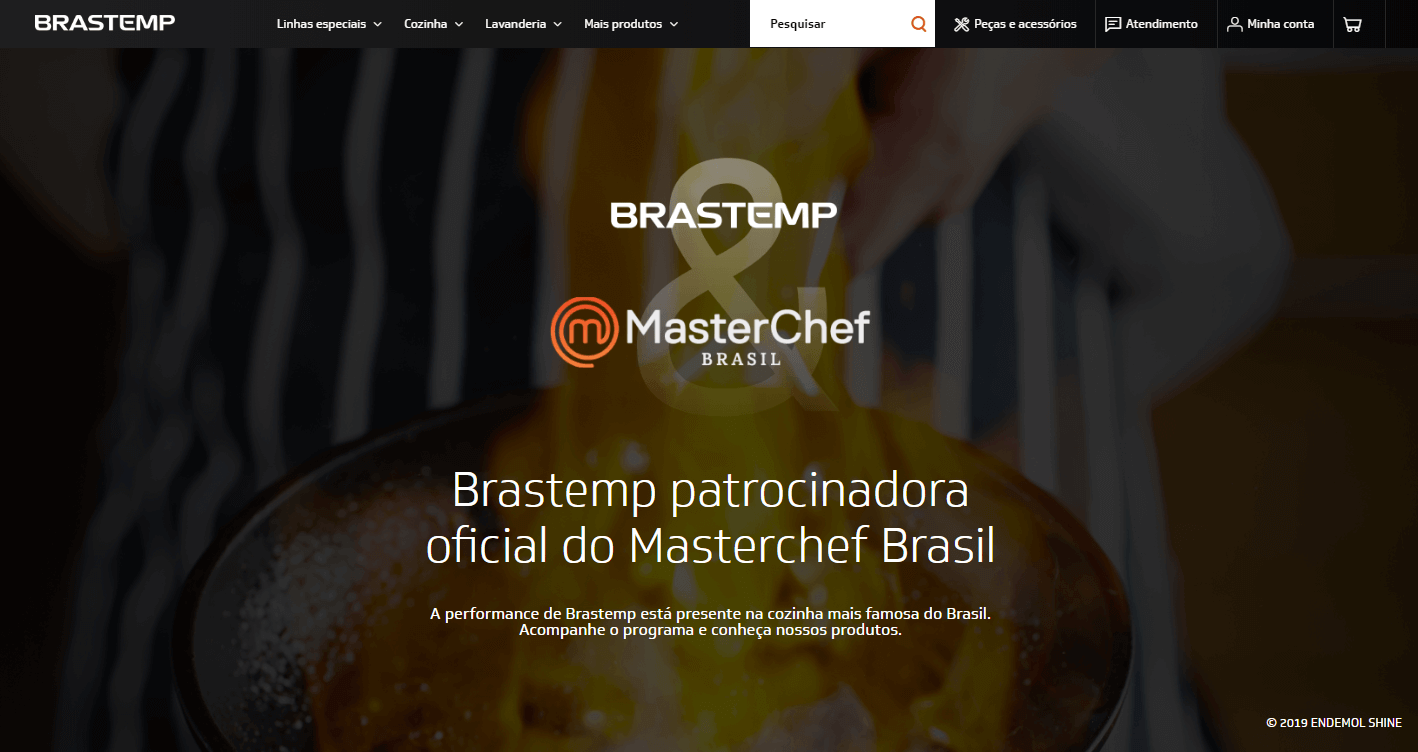 BRASTEMP
Linhas especiais
Cozinha
Lavanderia
Mais produtos
Pesquisar
Peças e acessórios
Atendimento
Minha conta
&
BRASTEMP
m
MasterChef
BRASIL
Brastemp patrocinadora
oficial do Masterchef Brasil
A performance de Brastemp está presente na cozinha mais famosa do Brasil.
Acompanhe o programa e conheça nossos produtos.
© 2019 ENDEMOL SHINE